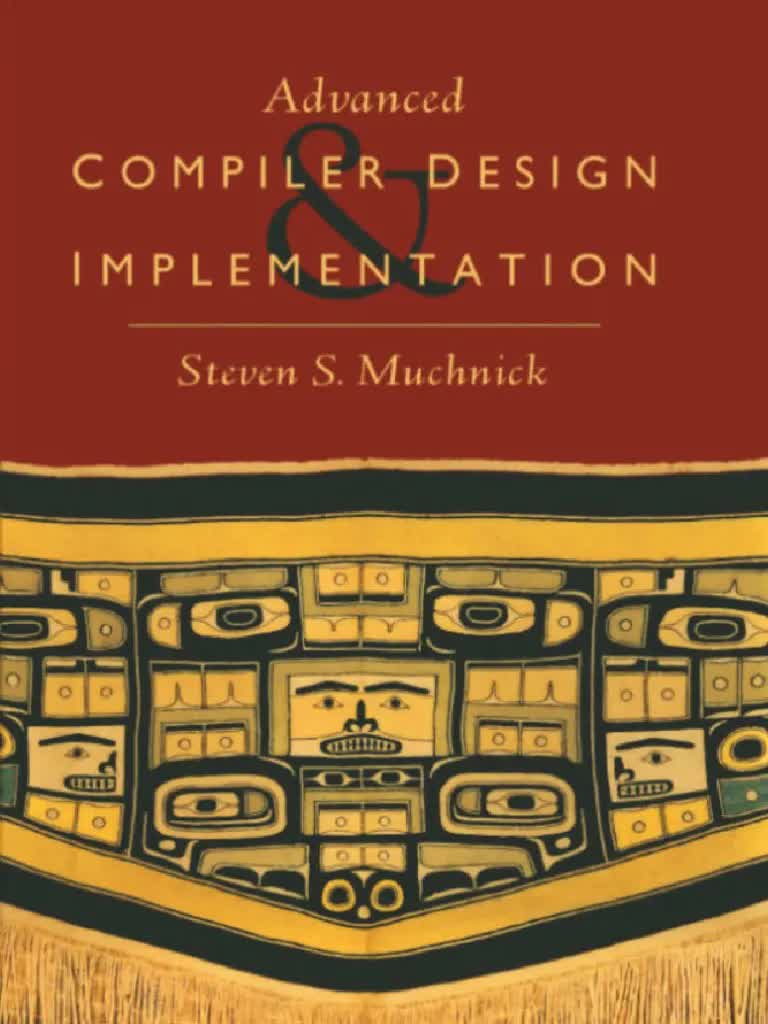 Advanced
COMPILER DESIGN
&
IMPLEMENTATION
Steven S. Muchnick